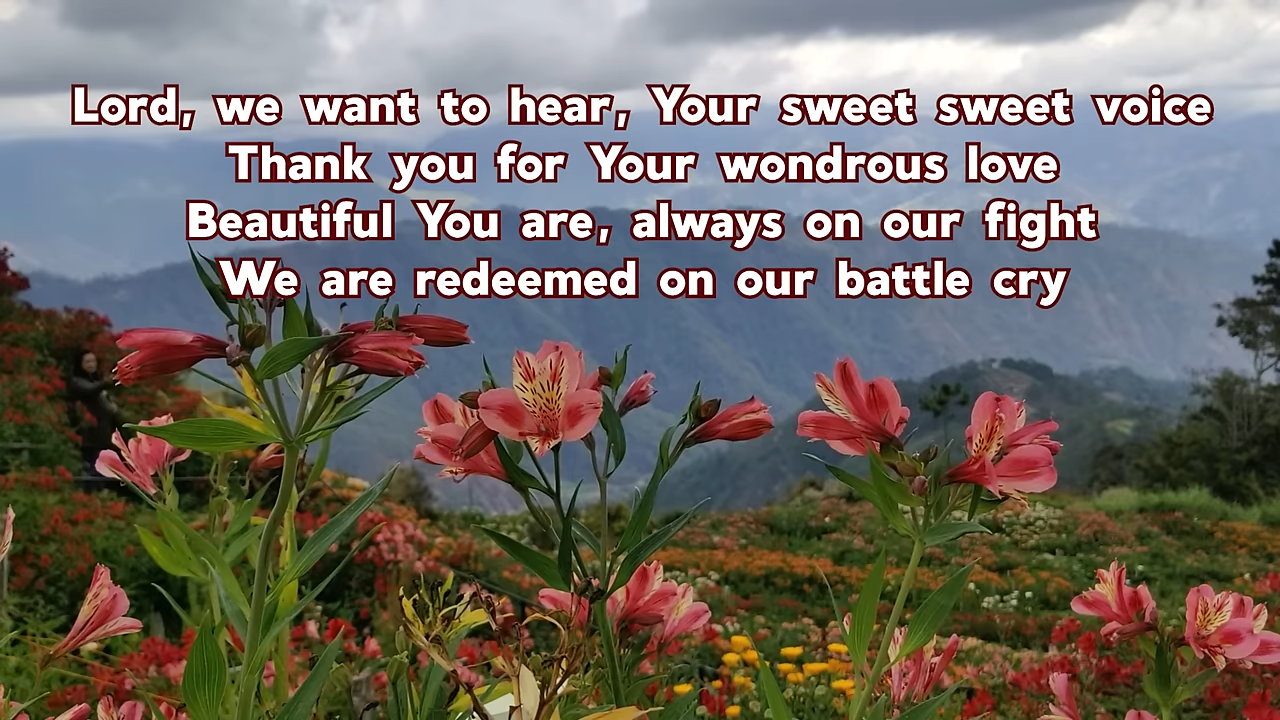 Lord, we want to hear, Your sweet sweet voice
Thank you for Your wondrous love
Beautiful You are, always on our fight
We are redeemed on our battle cry